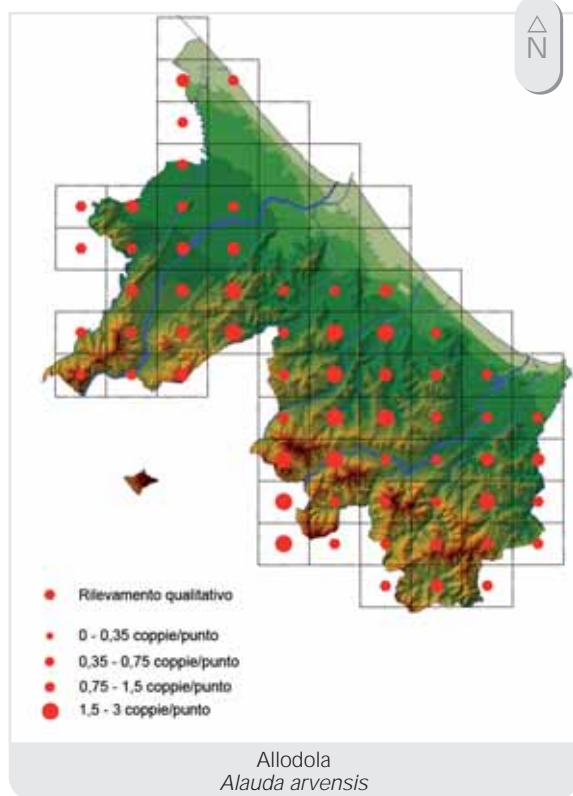 N
Rilevamento qualitativo
0 - 0,35 coppie/punto
0,35 - 0,75 coppie/punto
0,75 - 1,5 coppie/punto
1,5 - 3 coppie/punto
Allodola
Alauda arvensis